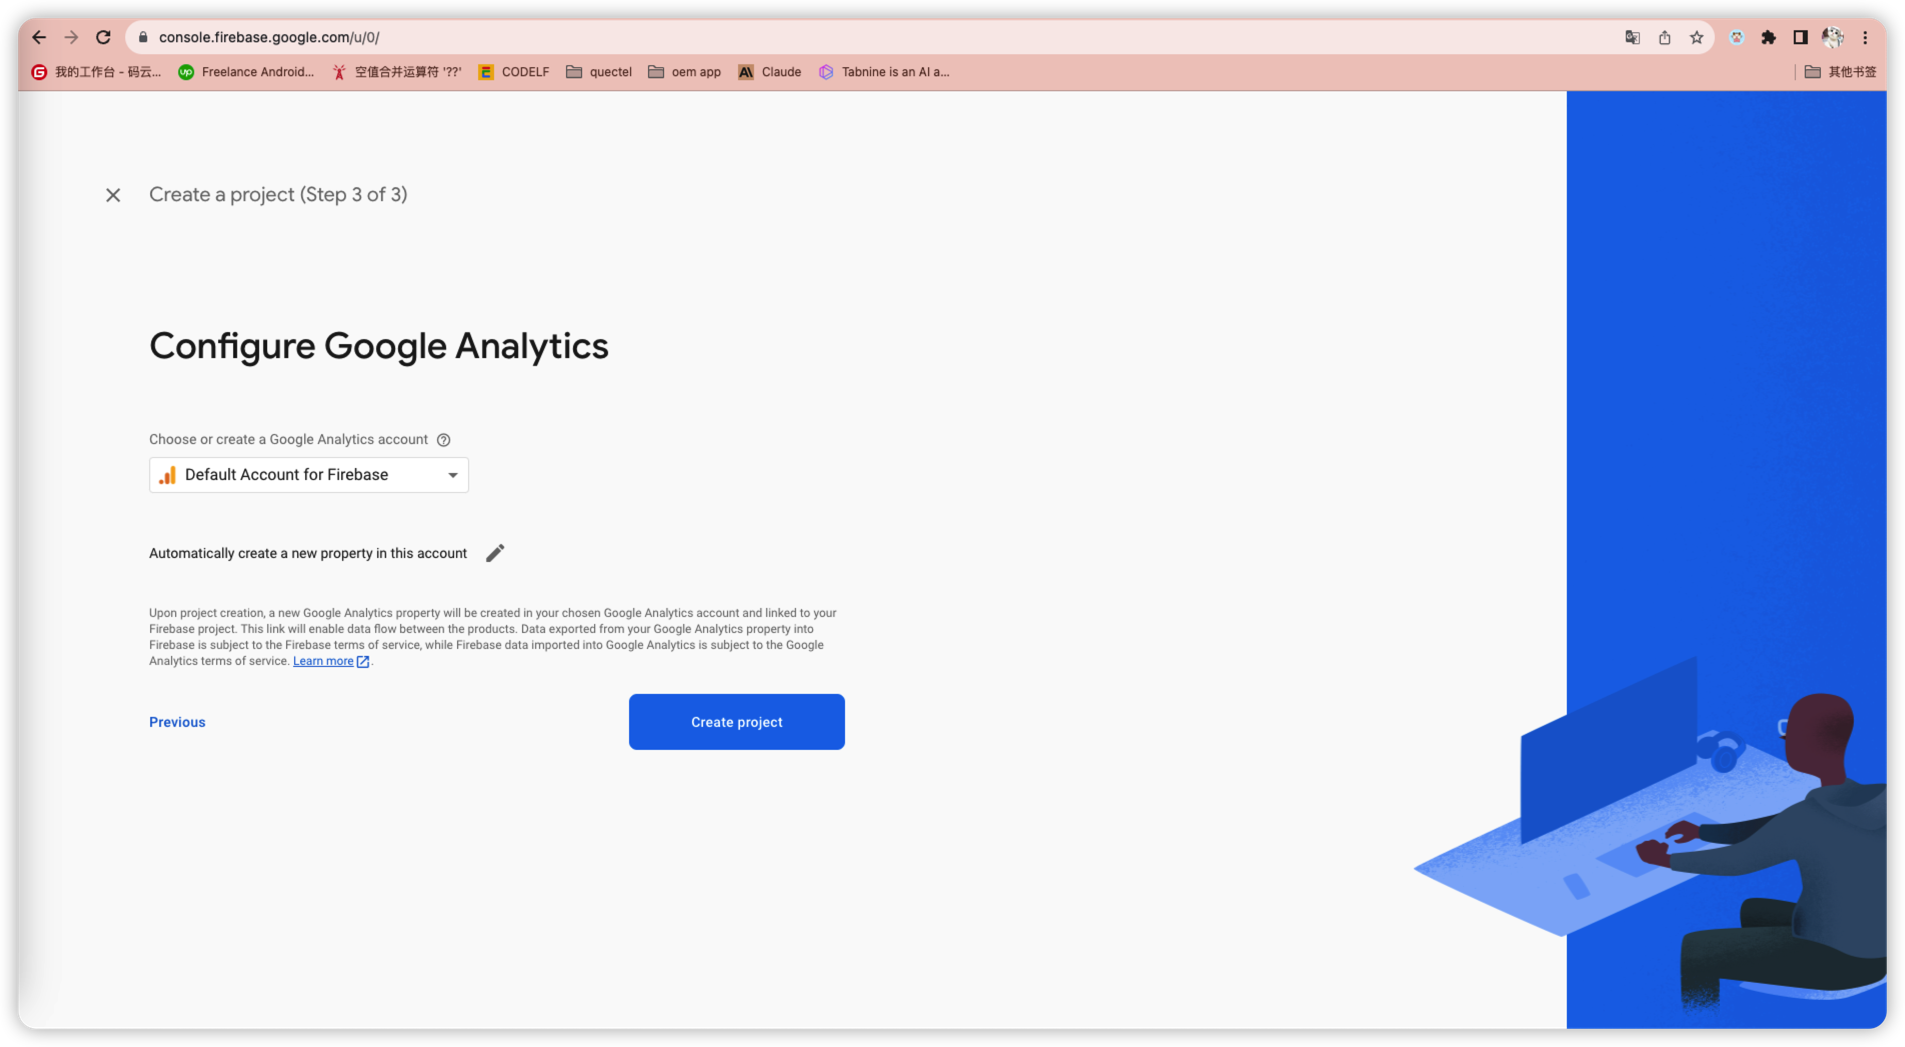 console.firebase.google.com/u/0/
我的工作台 - 码云... Freelance Android... 空值合并运算符 '??' CODELF quectel oem app Claude Tabnine is an AI a... 其他书签
Create a project (Step 3 of 3)
Configure Google Analytics
Choose or create a Google Analytics account
Default Account for Firebase
Automatically create a new property in this account
Upon project creation, a new Google Analytics property will be created in your chosen Google Analytics account and linked to your
Firebase project. This link will enable data flow between the products. Data exported from your Google Analytics property into
Firebase is subject to the Firebase terms of service, while Firebase data imported into Google Analytics is subject to the Google
Analytics terms of service. Learn more.
Previous Create project